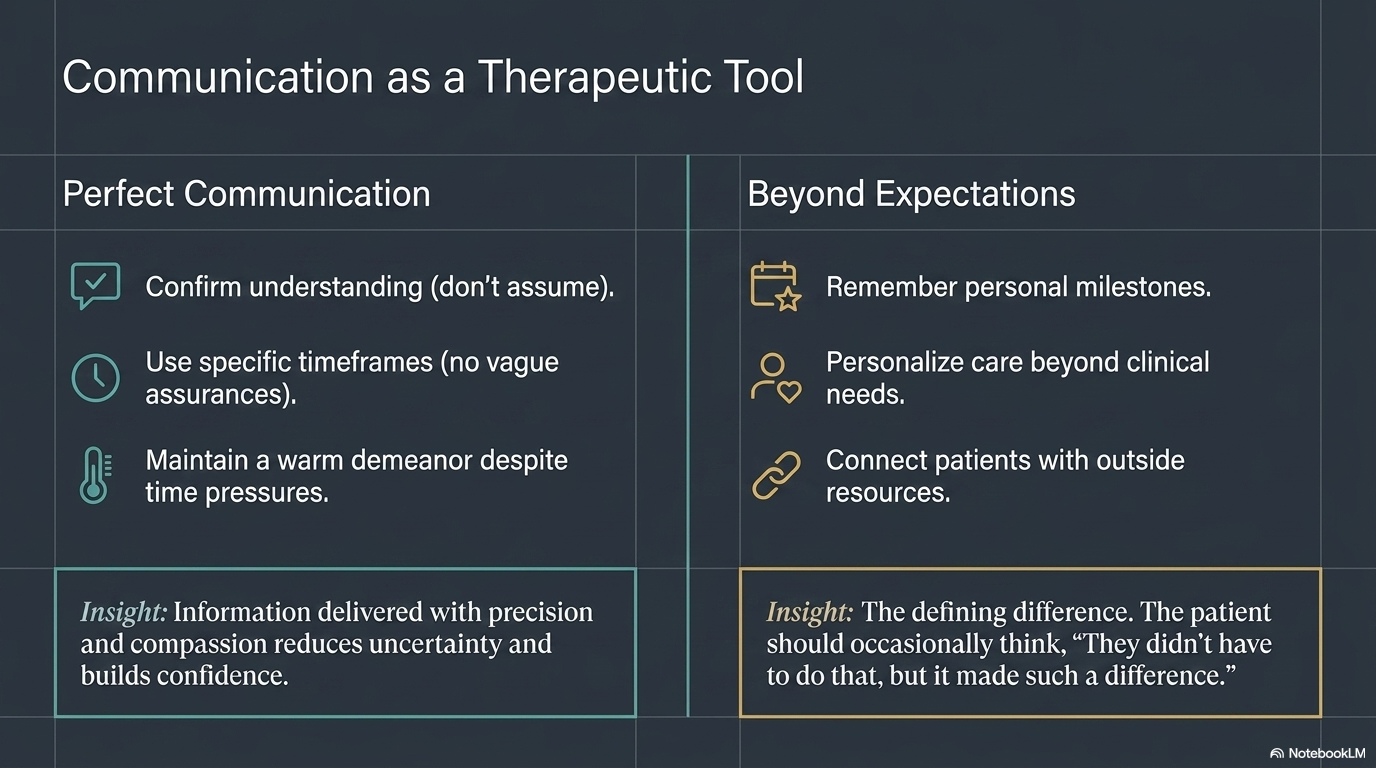 Communication as a Therapeutic Tool
Perfect Communication
Confirm understanding (don’t assume).
Use specific timeframes (no vague
assurances).
Maintain a warm demeanor despite
time pressures.
Insight: Information delivered with precision
and compassion reduces uncertainty and
builds confidence.
Beyond Expectations
Remember personal milestones.
Personalize care beyond clinical
needs.
Connect patients with outside
resources.
Insight: The defining difference. The patient
should occasionally think, “They didn’t have
to do that, but it made such a difference.”
NotebookLM